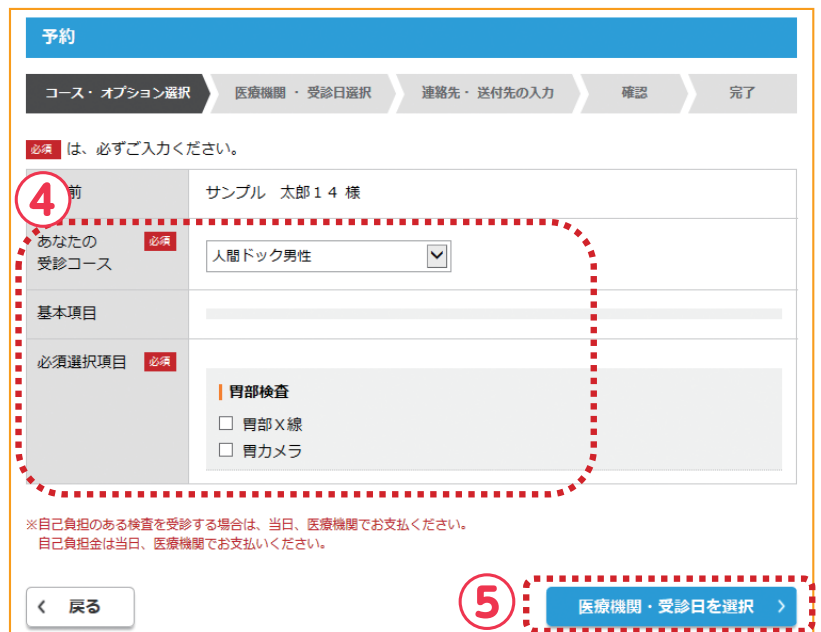 予約
コース・オプション選択 医療機関 ・ 受診日選択 連絡先・ 送付先の入力 確認 完了
必須 は、必ずご入力ください。
④ 前 サンプル 太郎14 様
あなたの 必須
受診コース
人間ドック男性
基本項目
必須選択項目 必須
胃部検査
胃部X線
胃カメラ
※自己負担のある検査を受診する場合は、当日、医療機関でお支払ください。
自己負担金は当日、医療機関でお支払いください。
戻る ⑤ 医療機関・受診日を選択